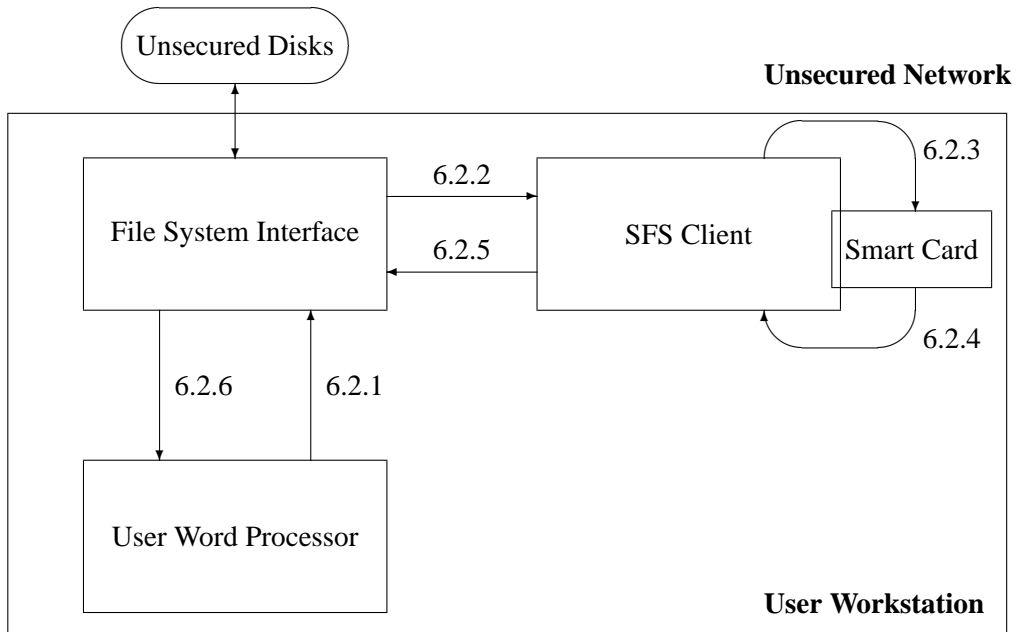 Unsecured Disks
Unsecured Network
6.2.3
6.2.2
File System Interface
SFS Client
Smart Card
6.2.5
6.2.4
6.2.6
6.2.1
User Word Processor
User Workstation